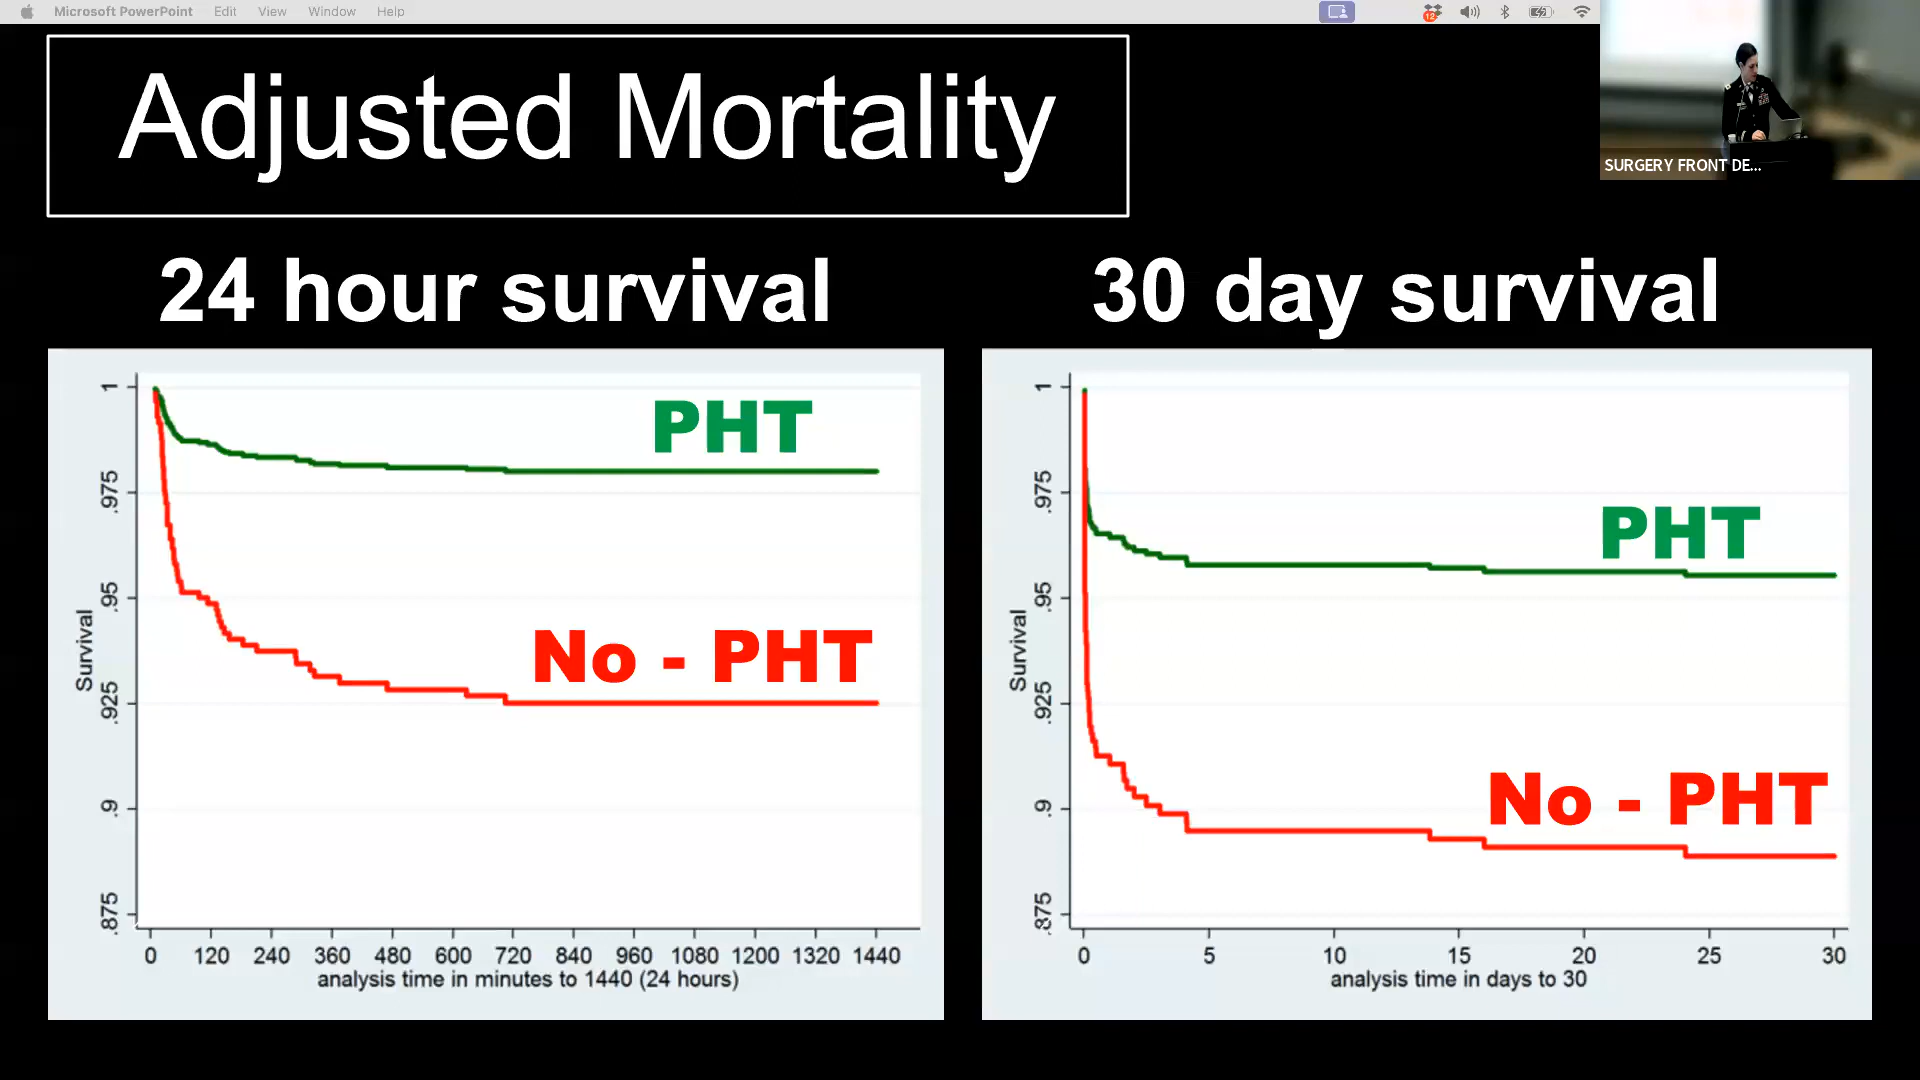 Microsoft PowerPoint Edit View Window Help
12
SURGERY FRONT DE...
Adjusted Mortality
24 hour survival
30 day survival
PHT
No - PHT
Survival
1
.975
.95
.925
.9
.875
0 120 240 360 480 600 720 840 960 1080 1200 1320 1440
analysis time in minutes to 1440 (24 hours)
PHT
No - PHT
Survival
1
.975
.95
.925
.9
.875
0 5 10 15 20 25 30
analysis time in days to 30